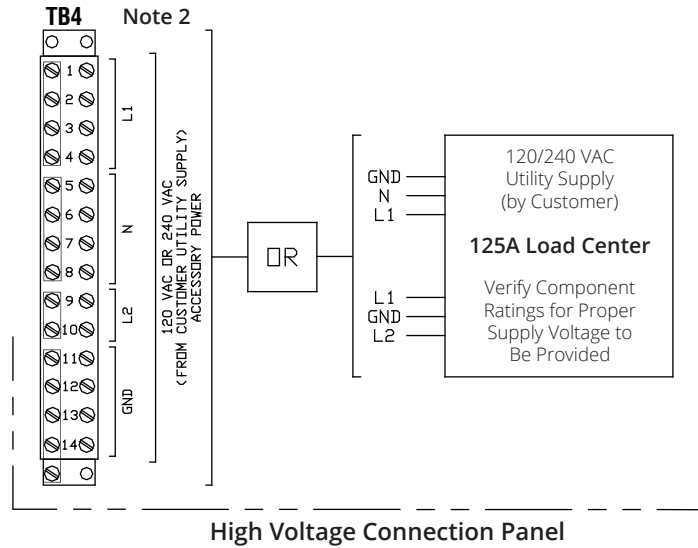 TB4
Note 2
1
2
3
4
5
6
7
8
9
10
11
12
13
14
L1
N
L2
GND
120 VAC OR 240 VAC
(FROM CUSTOMER UTILITY SUPPLY)
ACCESSORY POWER
OR
GND
N
L1
L1
GND
L2
120/240 VAC
Utility Supply
(by Customer)
125A Load Center
Verify Component
Ratings for Proper
Supply Voltage to
Be Provided
High Voltage Connection Panel